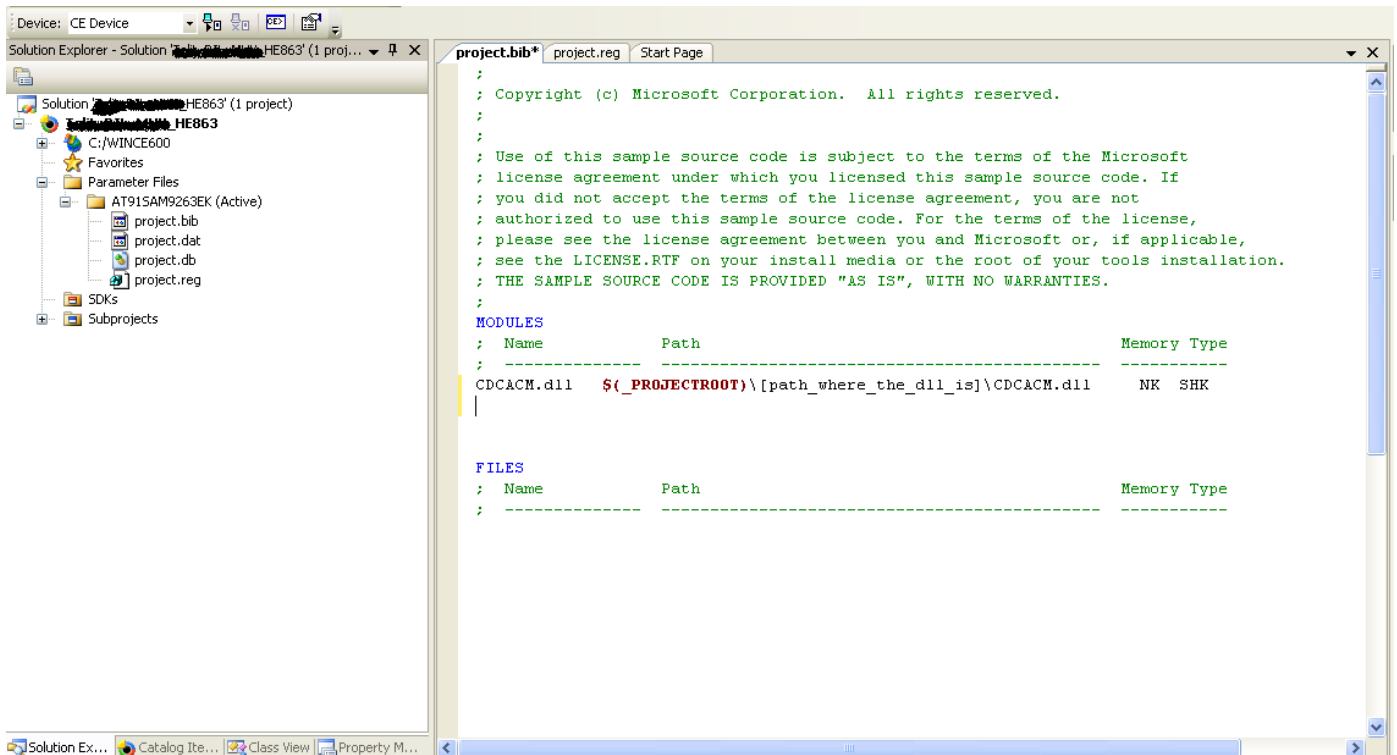 Device: CE Device
Solution Explorer - Solution ' HE863' (1 proj...
Solution ' HE863' (1 project)
_HE863
C:/WINCE600
Favorites
Parameter Files
AT91SAM9263EK (Active)
project.bib
project.dat
project.db
project.reg
SDKs
Subprojects
Solution Ex... Catalog Ite... Class View Property M...
project.bib* project.reg Start Page
;
; Copyright (c) Microsoft Corporation.  All rights reserved.
;
;
; Use of this sample source code is subject to the terms of the Microsoft
; license agreement under which you licensed this sample source code. If
; you did not accept the terms of the license agreement, you are not
; authorized to use this sample source code. For the terms of the license,
; please see the license agreement between you and Microsoft or, if applicable,
; see the LICENSE.RTF on your install media or the root of your tools installation.
; THE SAMPLE SOURCE CODE IS PROVIDED "AS IS", WITH NO WARRANTIES.
;
MODULES
;  Name            Path                                           Memory Type
;  --------------  ---------------------------------------------  -----------
CDCACM.dll   $(_PROJECTROOT)\[path_where_the_dll_is]\CDCACM.dll     NK  SHK
FILES
;  Name            Path                                           Memory Type
;  --------------  ---------------------------------------------  -----------